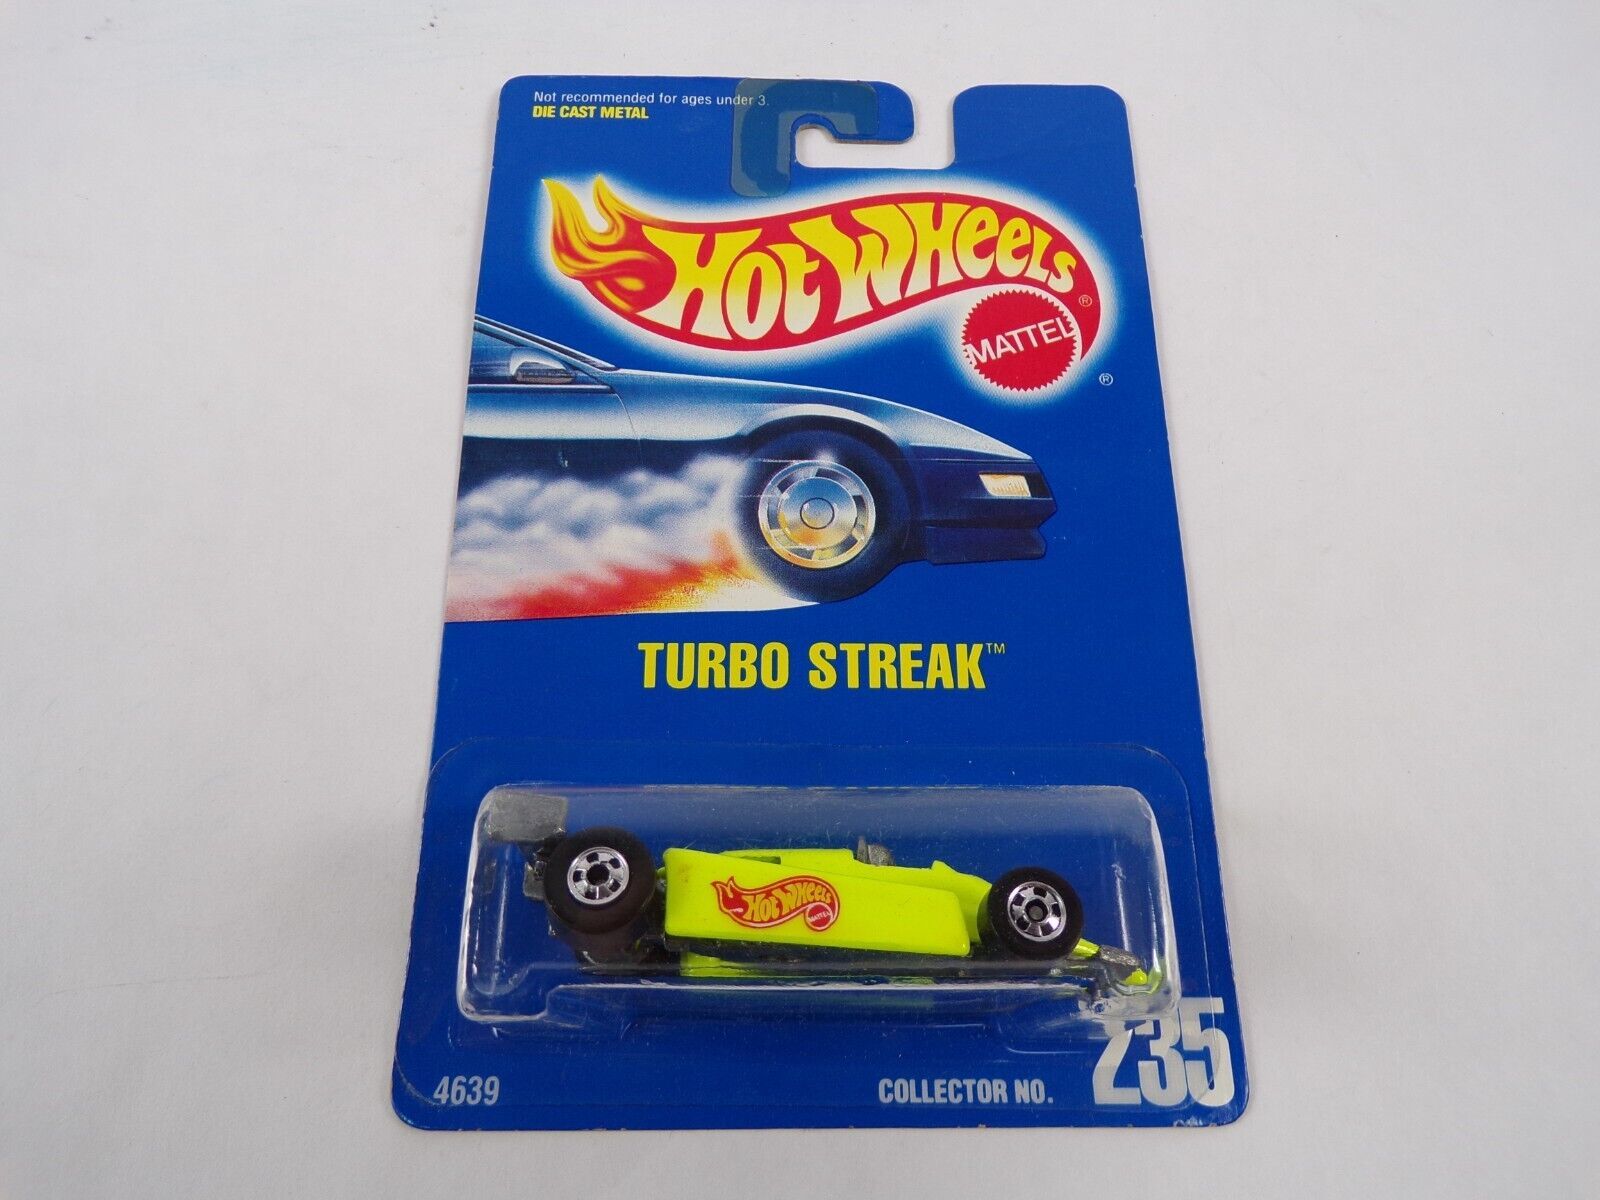 Not recommended for ages under 3.
DIE CAST METAL
HOT WHEELS ®
MATTEL
®
TURBO STREAK™
HOT WHEELS
MATTEL
4639
COLLECTOR NO. 235